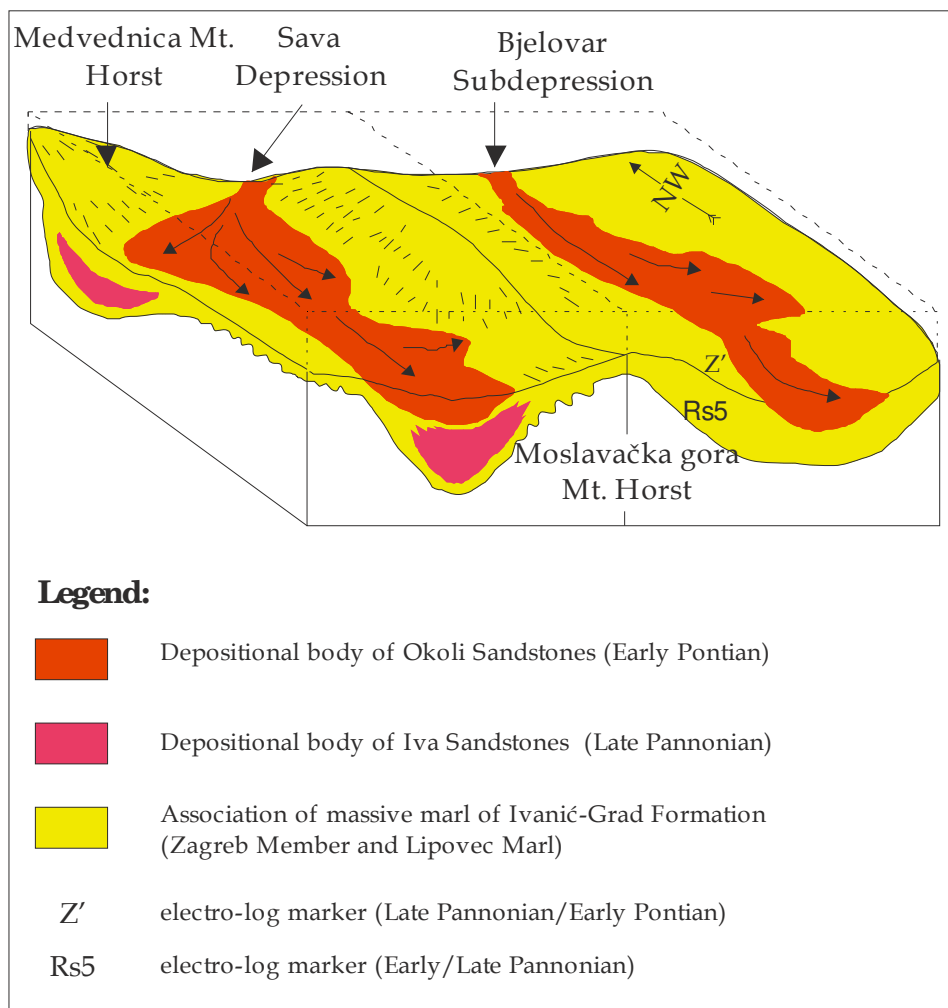 Medvednica Mt.
Horst
Sava
Depression
Bjelovar
Subdepression
NW
Z'
Rs5
Moslavačka gora
Mt. Horst
Legend:
Depositional body of Okoli Sandstones (Early Pontian)
Depositional body of Iva Sandstones (Late Pannonian)
Association of massive marl of Ivanić-Grad Formation
(Zagreb Member and Lipovec Marl)
Z' electro-log marker (Late Pannonian/Early Pontian)
Rs5 electro-log marker (Early/Late Pannonian)